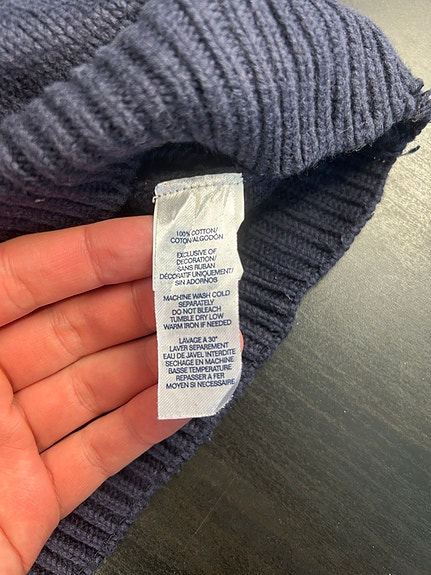 100% COTTON/
COTON/ALGODÓN
EXCLUSIVE OF
DECORATION/
SANS RUBAN
DÉCORATIF UNIQUEMENT/
SIN ADORNOS
MACHINE WASH COLD
SEPARATELY
DO NOT BLEACH
TUMBLE DRY LOW
WARM IRON IF NEEDED
LAVAGE A 30°
LAVER SEPAREMENT
EAU DE JAVEL INTERDITE
SECHAGE EN MACHINE
BASSE TEMPERATURE
REPASSER A FER
MOYEN SI NECESSAIRE